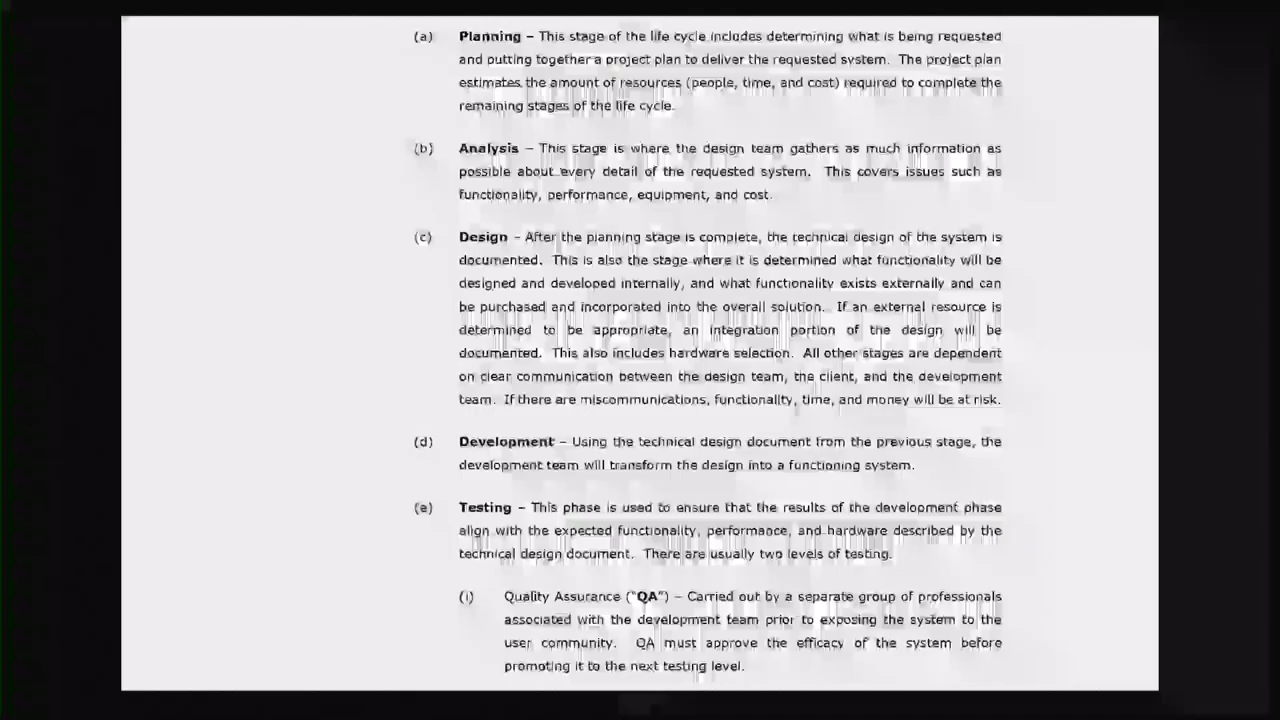 (a) Planning – This stage of the life cycle includes determining what is being requested
and putting together a project plan to deliver the requested system. The project plan
estimates the amount of resources (people, time, and cost) required to complete the
remaining stages of the life cycle.
(b) Analysis – This stage is where the design team gathers as much information as
possible about every detail of the requested system. This covers issues such as
functionality, performance, equipment, and cost.
(c) Design – After the planning stage is complete, the technical design of the system is
documented. This is also the stage where it is determined what functionality will be
designed and developed internally, and what functionality exists externally and can
be purchased and incorporated into the overall solution. If an external resource is
determined to be appropriate, an integration portion of the design will be
documented. This also includes hardware selection. All other stages are dependent
on clear communication between the design team, the client, and the development
team. If there are miscommunications, functionality, time, and money will be at risk.
(d) Development – Using the technical design document from the previous stage, the
development team will transform the design into a functioning system.
(e) Testing – This phase is used to ensure that the results of the development phase
align with the expected functionality, performance, and hardware described by the
technical design document. There are usually two levels of testing.
(i) Quality Assurance ("QA") – Carried out by a separate group of professionals
associated with the development team prior to exposing the system to the
user community. QA must approve the efficacy of the system before
promoting it to the next testing level.